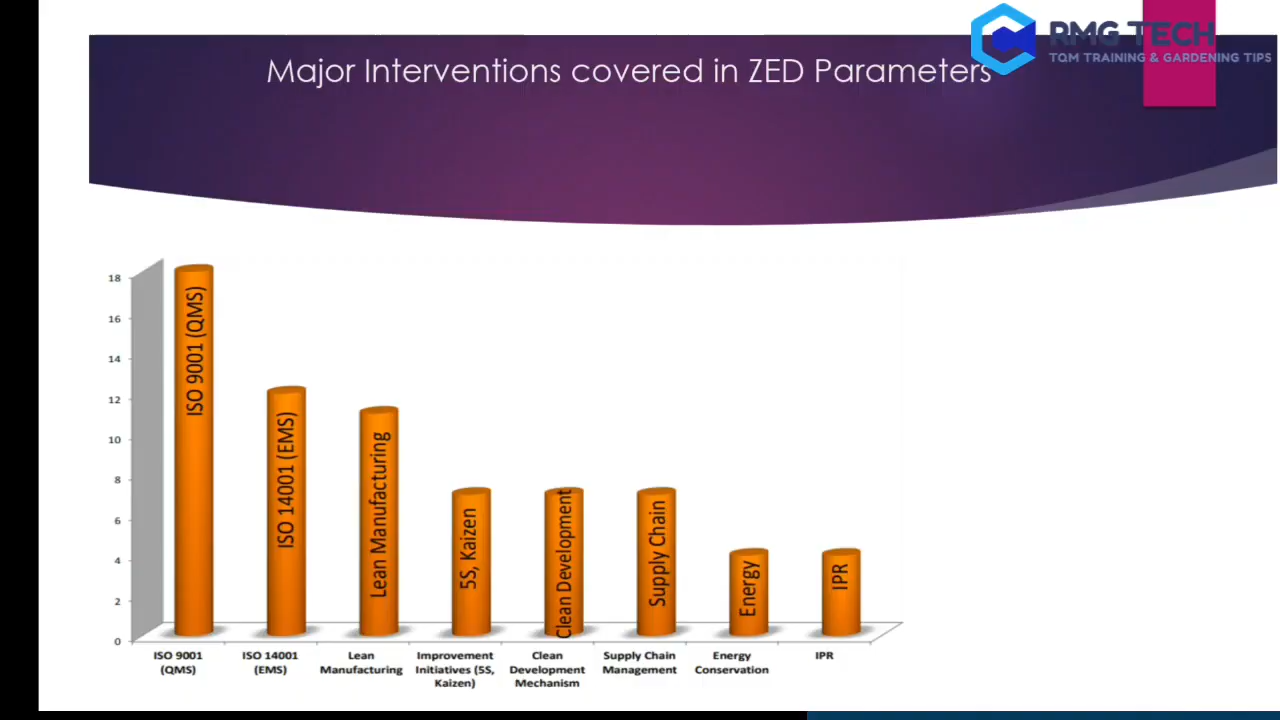 RMG TECH
TQM TRAINING & GARDENING TIPS
Major Interventions covered in ZED Parameters
18
16
14
12
10
8
6
4
2
0
ISO 9001 (QMS)
ISO 14001 (EMS)
Lean Manufacturing
5S, Kaizen
Clean Development
Supply Chain
Energy
IPR
ISO 9001
(QMS)
ISO 14001
(EMS)
Lean
Manufacturing
Improvement
Initiatives (5S,
Kaizen)
Clean
Development
Mechanism
Supply Chain
Management
Energy
Conservation
IPR